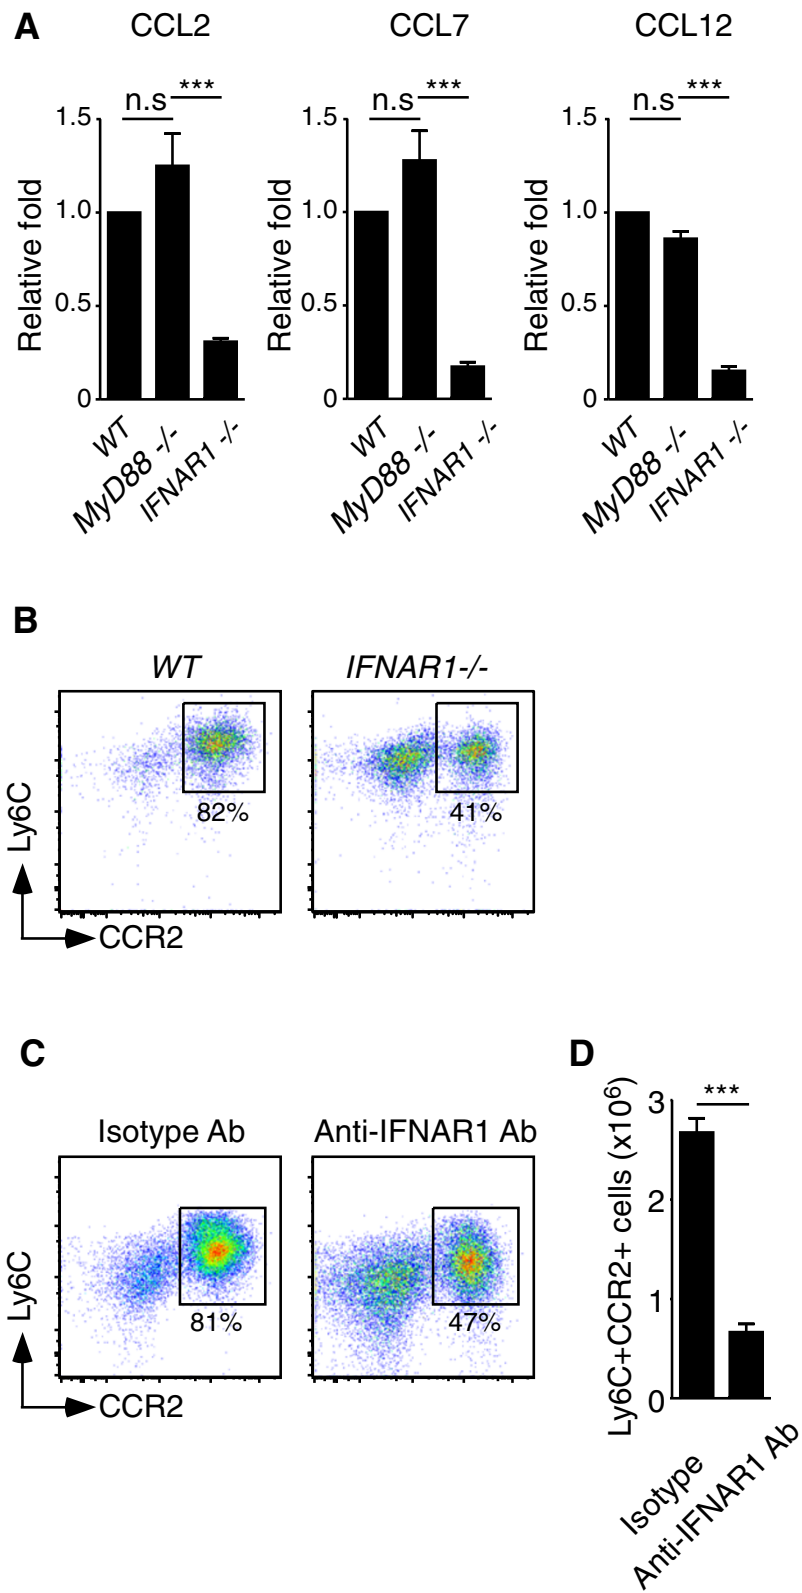 A
CCL2 CCL7 CCL12
n.s *** n.s *** n.s ***
Relative fold Relative fold Relative fold
1.5 1.5 1.5
1.0 1.0 1.0
0.5 0.5 0.5
0 0 0
WT MyD88 -/- IFNAR1 -/- WT MyD88 -/- IFNAR1 -/- WT MyD88 -/- IFNAR1 -/-
B
WT IFNAR1-/-
Ly6C
82% 41%
CCR2
C
Isotype Ab Anti-IFNAR1 Ab
Ly6C
81% 47%
CCR2
D
Ly6C+CCR2+ cells (x10⁶)
***
3
2
1
0
Isotype
Anti-IFNAR1 Ab